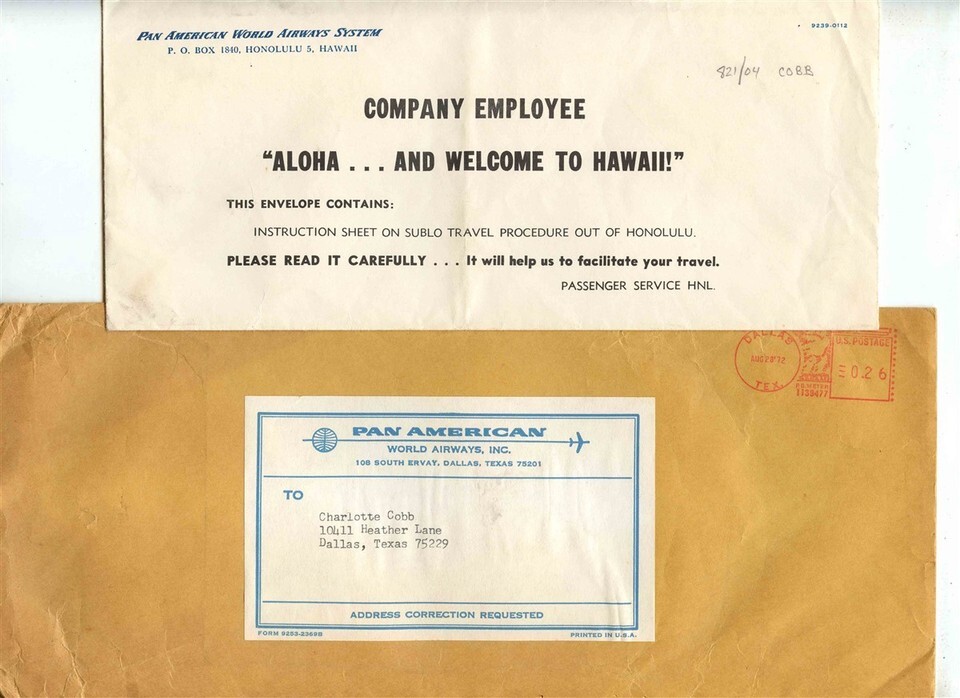 PAN AMERICAN WORLD AIRWAYS SYSTEM
P. O. BOX 1840, HONOLULU 5, HAWAII
9239-0112
821/04 COBB
COMPANY EMPLOYEE
“ALOHA . . . AND WELCOME TO HAWAII!”
THIS ENVELOPE CONTAINS:
INSTRUCTION SHEET ON SUBLO TRAVEL PROCEDURE OUT OF HONOLULU.
PLEASE READ IT CAREFULLY . . . It will help us to facilitate your travel.
PASSENGER SERVICE HNL.
DALLAS
TEX.
U.S. POSTAGE
0.26
1139477
PAN AMERICAN
WORLD AIRWAYS, INC.
108 SOUTH ERVAY, DALLAS, TEXAS 75201
TO
Charlotte Cobb
10411 Heather Lane
Dallas, Texas 75229
ADDRESS CORRECTION REQUESTED
FORM 9253-2369B
PRINTED IN U.S.A.